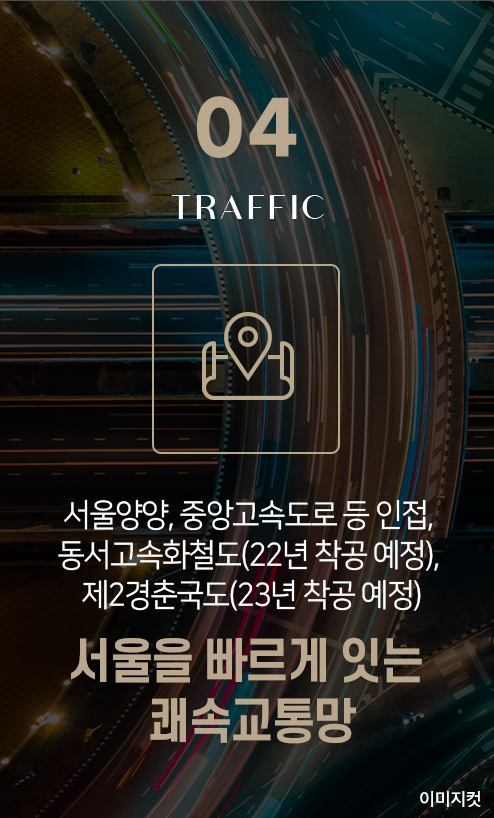 04
TRAFFIC
서울양양, 중앙고속도로 등 인접,
동서고속화철도(22년 착공 예정),
제2경춘국도(23년 착공 예정)
서울을 빠르게 잇는
쾌속교통망
이미지컷